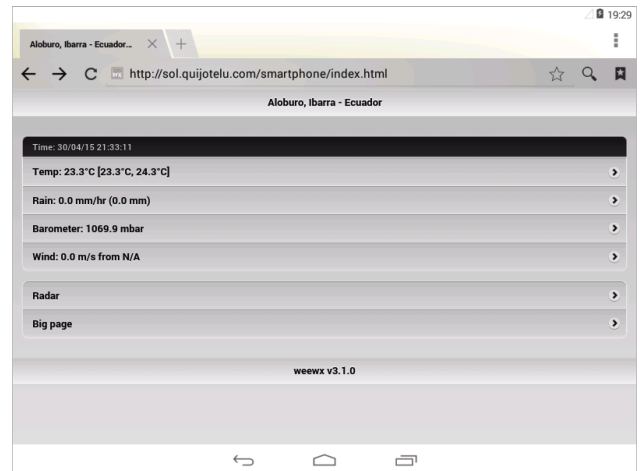 19:29
Aloburo, Ibarra - Ecuador...
http://sol.quijotelu.com/smartphone/index.html
Aloburo, Ibarra - Ecuador
Time: 30/04/15 21:33:11
Temp: 23.3°C [23.3°C, 24.3°C]
Rain: 0.0 mm/hr (0.0 mm)
Barometer: 1069.9 mbar
Wind: 0.0 m/s from N/A
Radar
Big page
weewx v3.1.0